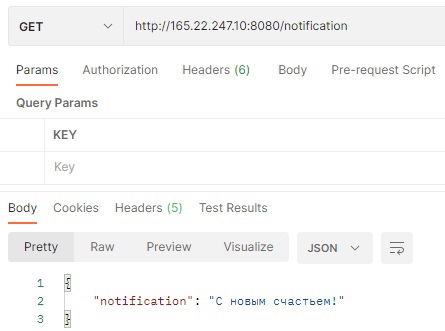 GET http://165.22.247.10:8080/notification
Params Authorization Headers (6) Body Pre-request Script
Query Params
KEY
Key
Body Cookies Headers (5) Test Results
Pretty Raw Preview Visualize JSON
1 {
2 "notification": "С новым счастьем!"
3 }